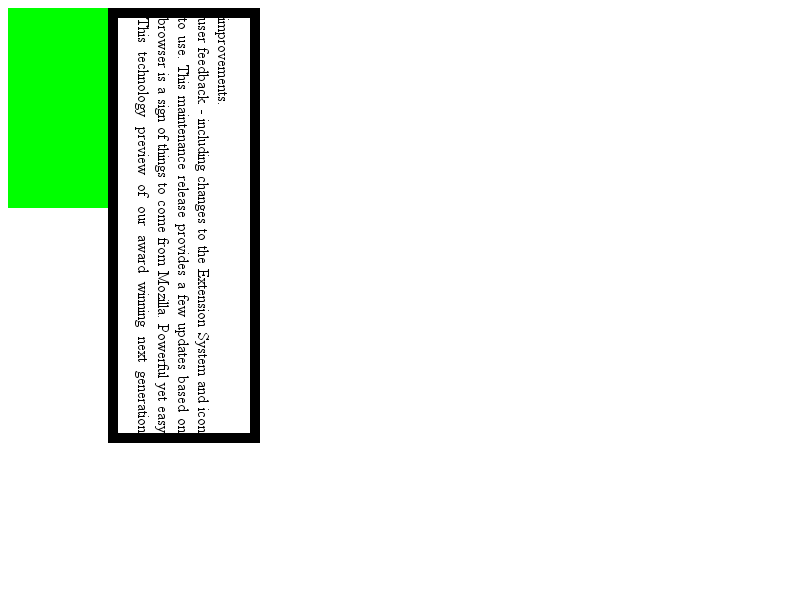 This technology preview of our award winning next generation
browser is a sign of things to come from Mozilla. Powerful yet easy
to use. This maintenance release provides a few updates based on
user feedback - including changes to the Extension System and icon
improvements.